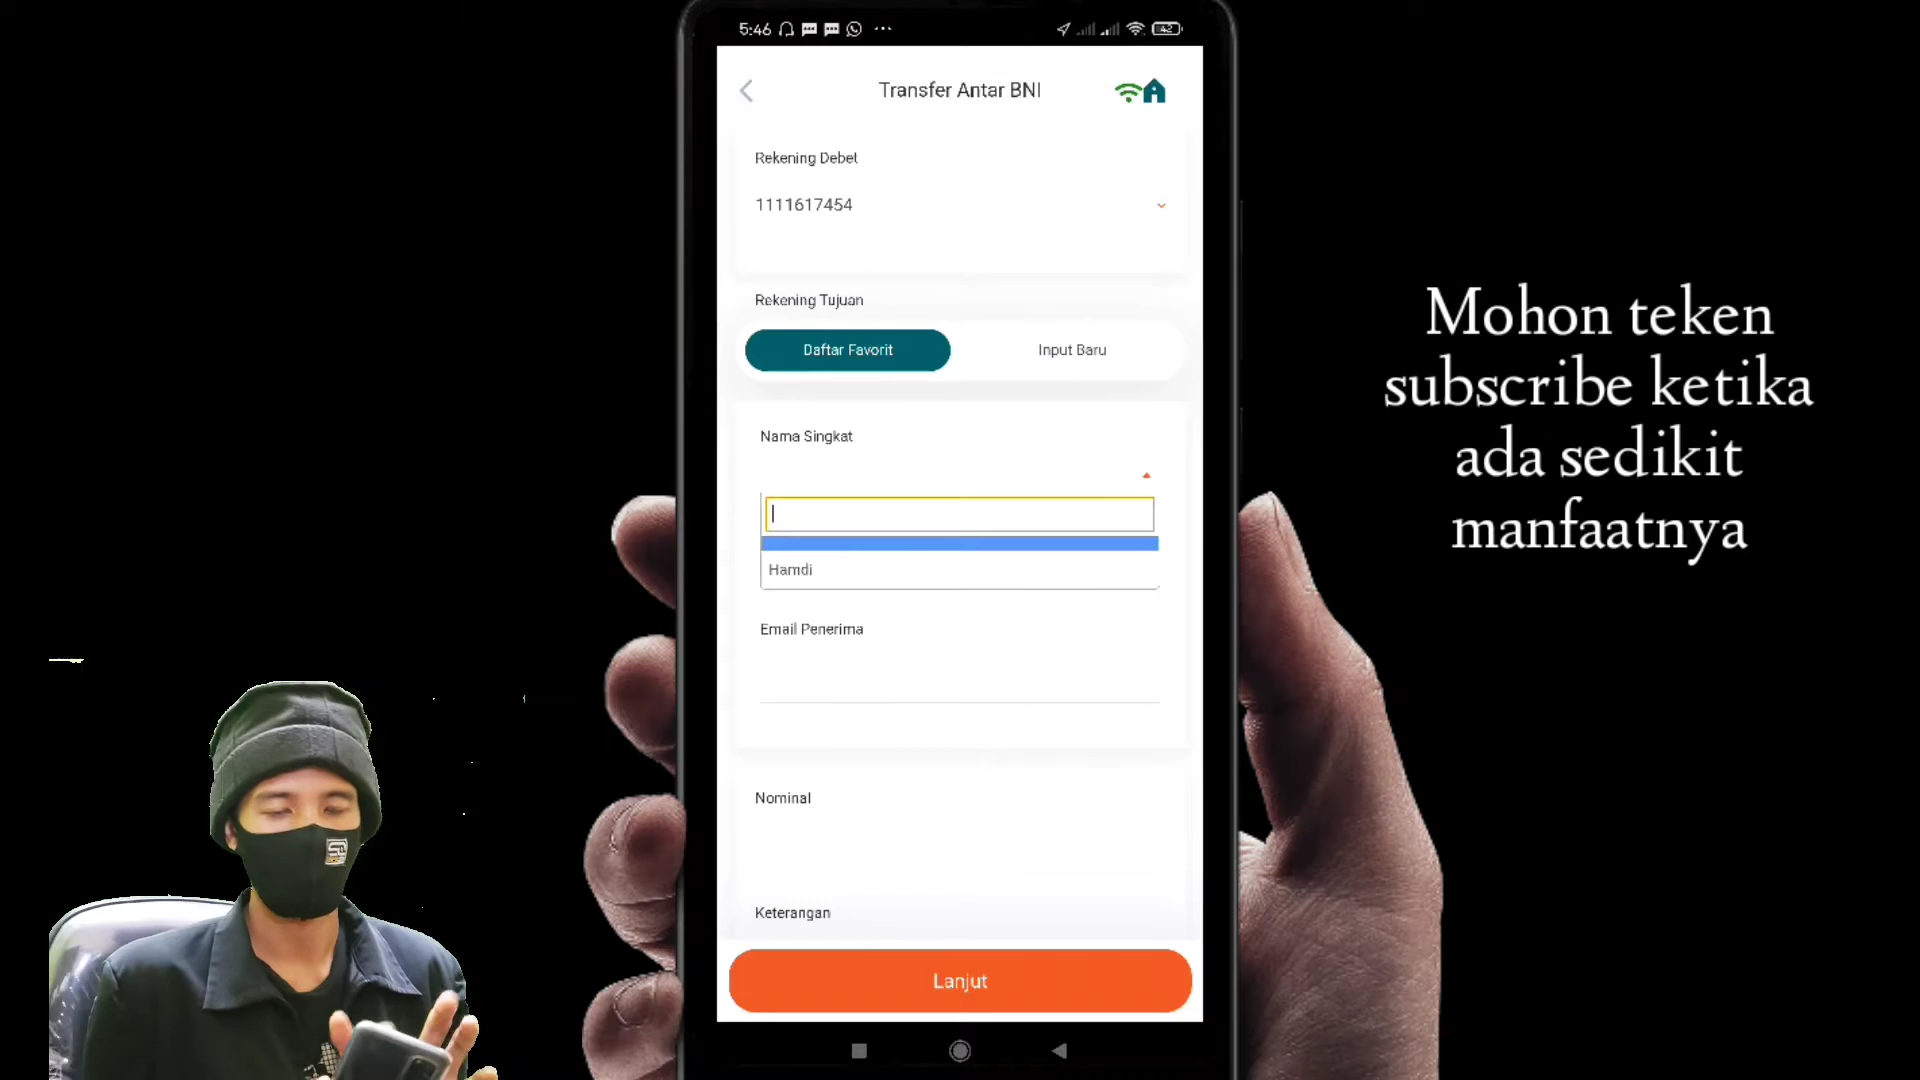 5:46
42
Transfer Antar BNI
Rekening Debet
1111617454
Rekening Tujuan
Daftar Favorit
Input Baru
Nama Singkat
Hamdi
Email Penerima
Nominal
Keterangan
Lanjut
Mohon teken
subscribe ketika
ada sedikit
manfaatnya